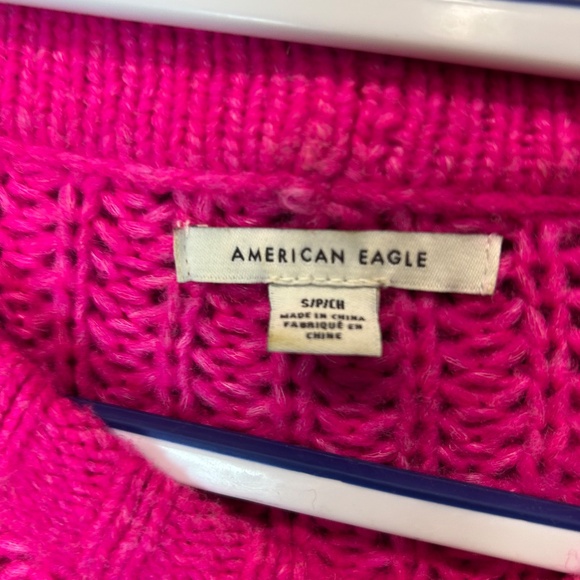 AMERICAN EAGLE
S/P/CH
MADE IN CHINA
FABRIQUÉ EN
CHINE